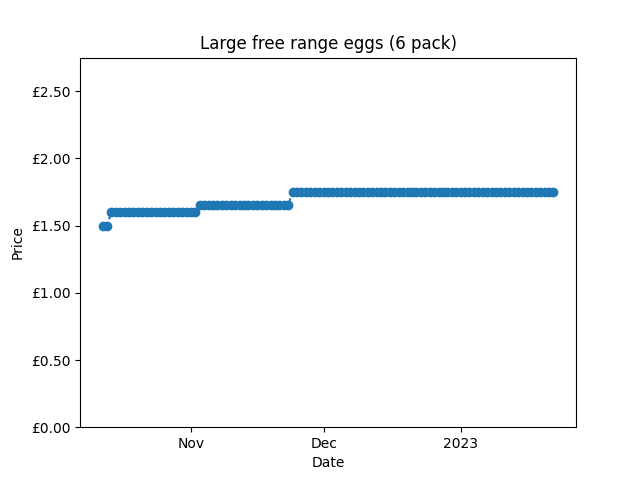 Large free range eggs (6 pack)
£2.50
£2.00
£1.50
£1.00
£0.50
£0.00
Price
Nov
Dec
2023
Date